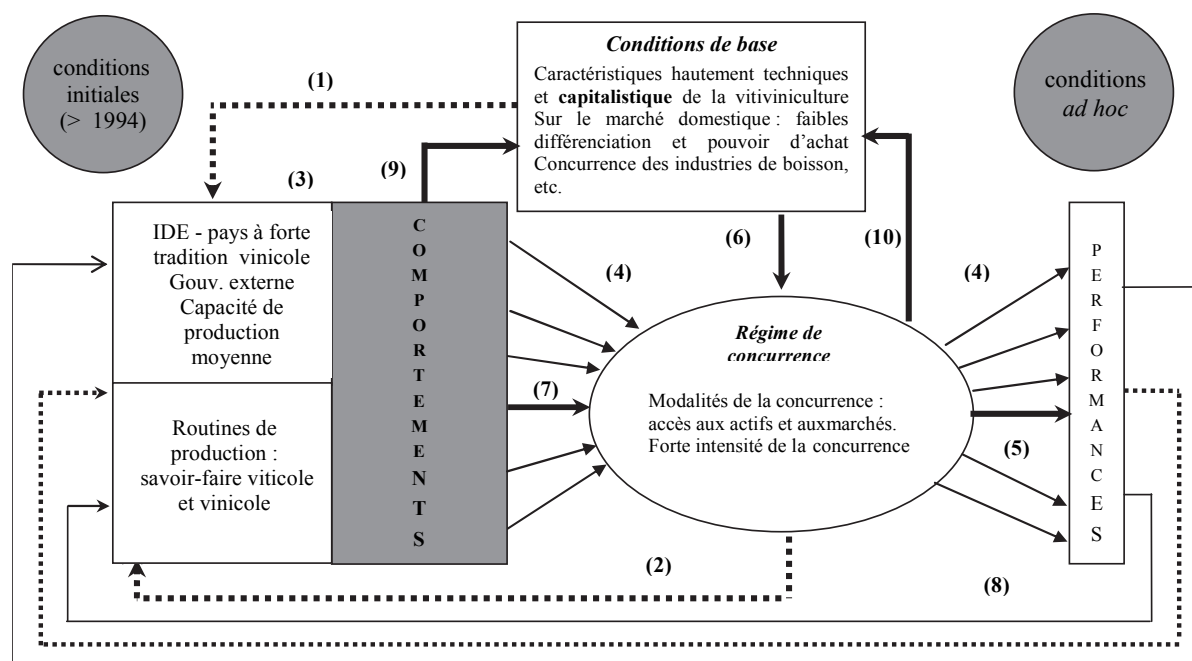 conditions
initiales
(> 1994)
(1)
Conditions de base
Caractéristiques hautement techniques
et capitalistique de la vitiviniculture
Sur le marché domestique : faibles
différenciation et pouvoir d'achat
Concurrence des industries de boisson,
etc.
conditions
ad hoc
(3)
(9)
(6)
(10)
IDE - pays à forte
tradition vinicole
Gouv. externe
Capacité de
production
moyenne
Routines de
production :
savoir-faire viticole
et vinicole
COMPORTEMENTS
(4)
(7)
Régime de
concurrence
Modalités de la concurrence :
accès aux actifs et auxmarchés.
Forte intensité de la concurrence
(4)
(5)
PERFORMANCES
(2)
(8)